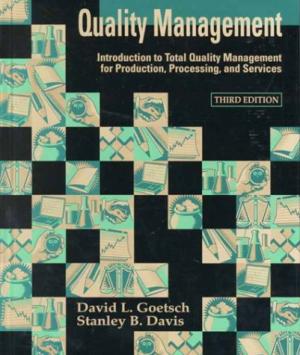 Quality Management
Introduction to Total Quality Management
for Production, Processing, and Services
THIRD EDITION
David L. Goetsch
Stanley B. Davis